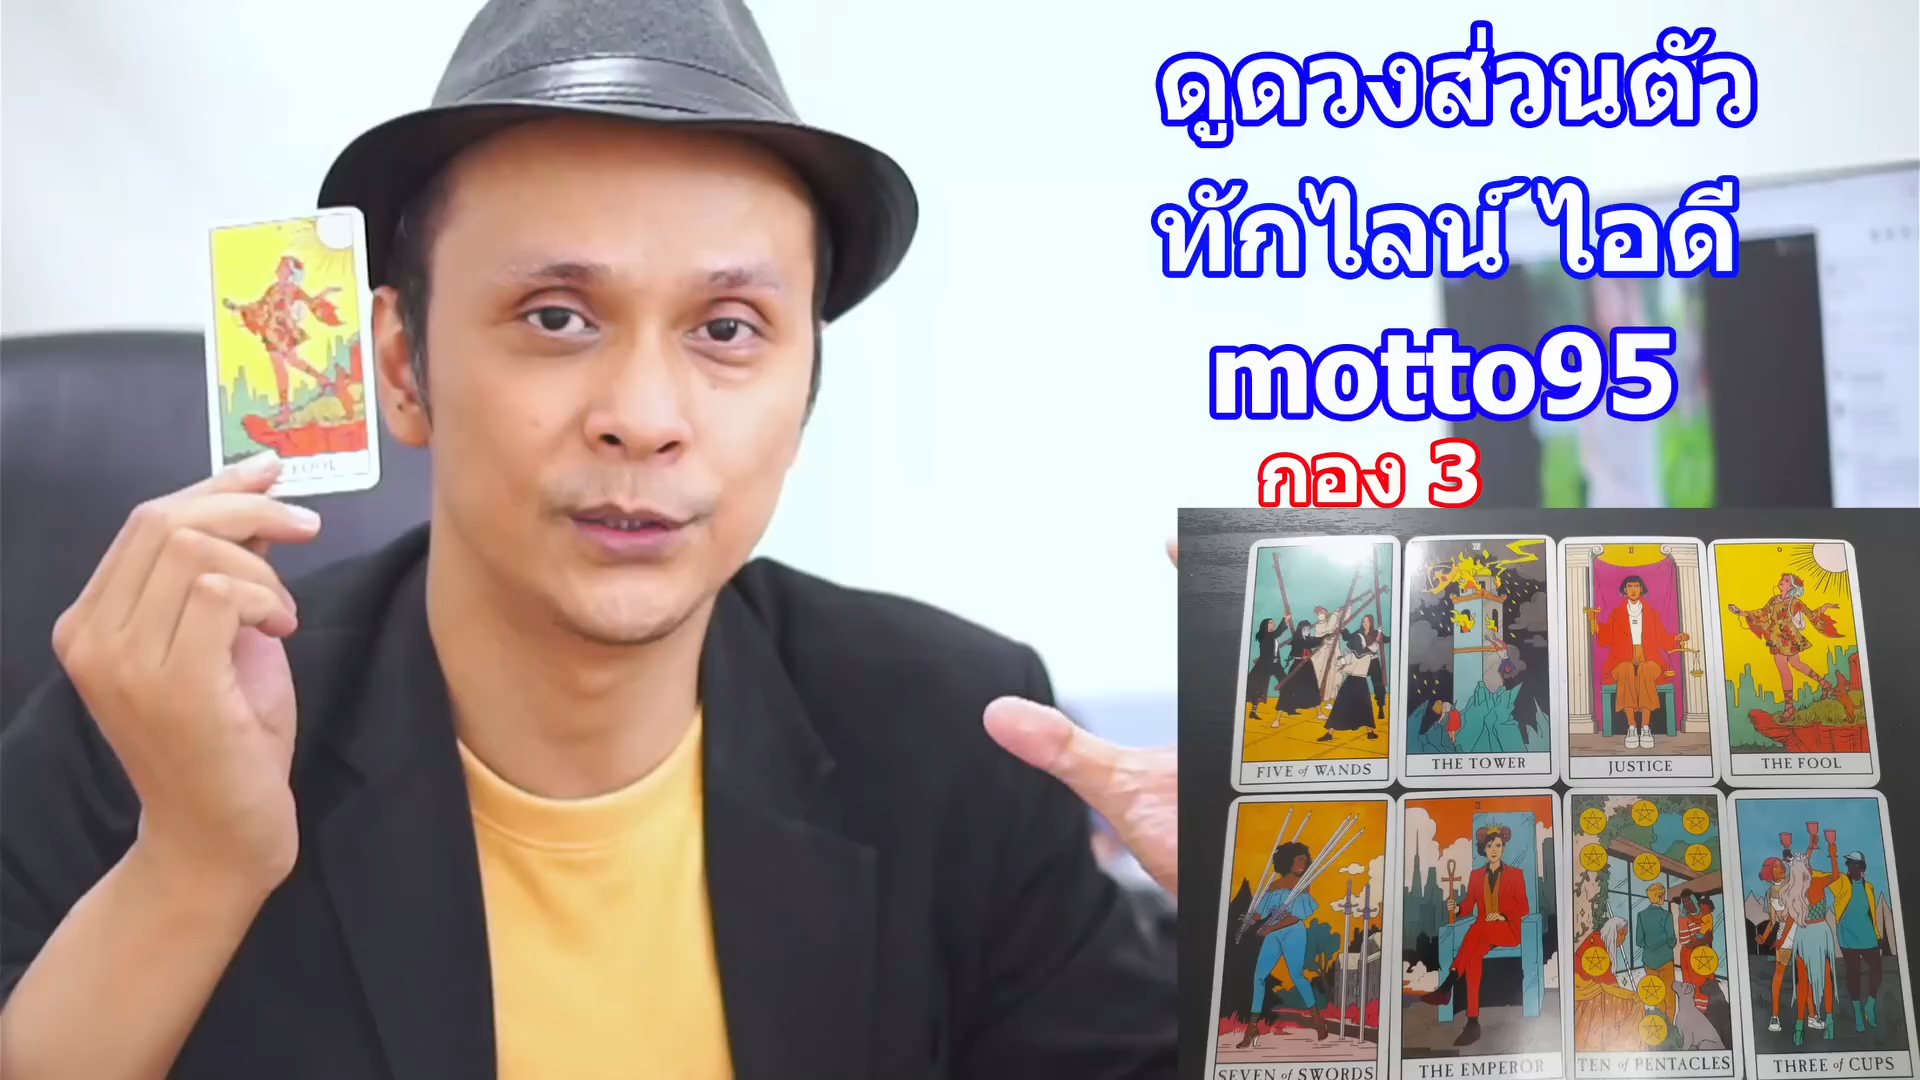 ดูดวงส่วนตัว
ทักไลน์ ไอดี
motto95
กอง 3
FOOL
FIVE of WANDS
THE TOWER
JUSTICE
THE FOOL
SEVEN of SWORDS
THE EMPEROR
TEN of PENTACLES
THREE of CUPS